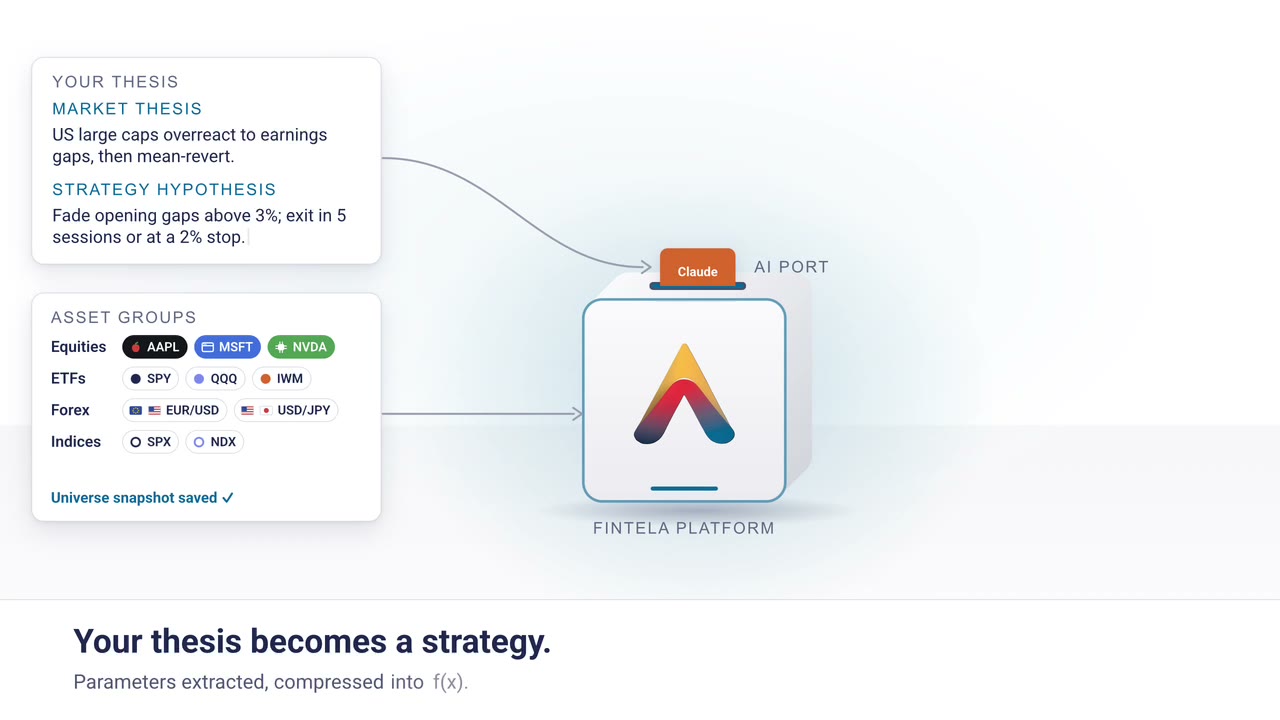 YOUR THESIS
MARKET THESIS
US large caps overreact to earnings
gaps, then mean-revert.
STRATEGY HYPOTHESIS
Fade opening gaps above 3%; exit in 5
sessions or at a 2% stop.
ASSET GROUPS
Equities AAPL MSFT NVDA
ETFs SPY QQQ IWM
Forex EUR/USD USD/JPY
Indices SPX NDX
Universe snapshot saved ✓
Claude
AI PORT
FINTELA PLATFORM
Your thesis becomes a strategy.
Parameters extracted, compressed into f(x).